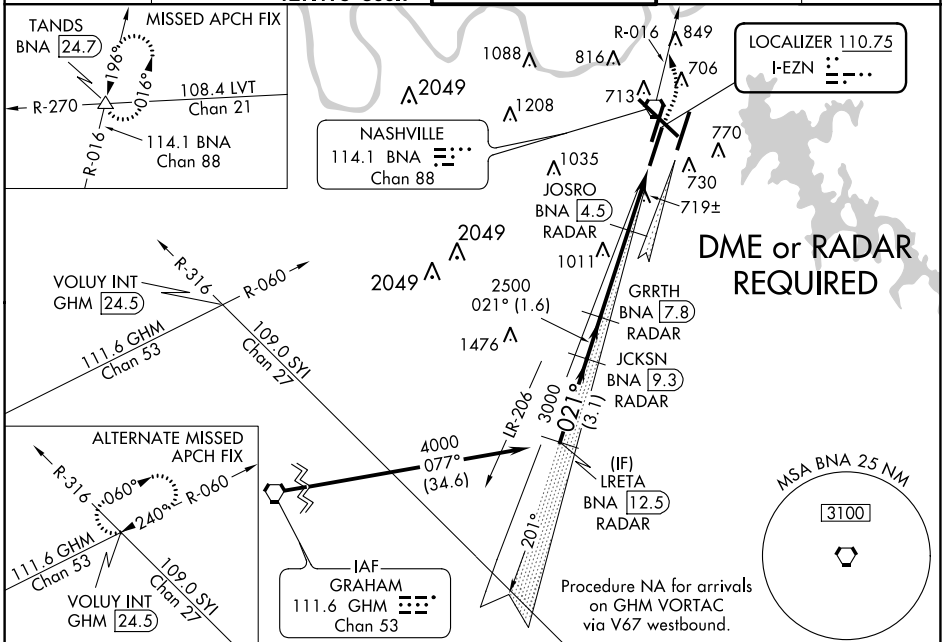 MISSED APCH FIX
TANDS
BNA 24.7
196°
016°
R-270
108.4 LVT
Chan 21
R-016
114.1 BNA
Chan 88
1088
816
R-016
849
706
713
2049
1208
LOCALIZER 110.75
I-EZN
NASHVILLE
114.1 BNA
Chan 88
1035
770
730
719±
JOSRO
BNA 4.5
RADAR
1011
DME or RADAR
REQUIRED
2049
2049
VOLUY INT
GHM 24.5
R-316
R-060
111.6 GHM
Chan 53
109.0 SYI
Chan 27
2500
021° (1.6)
GRRTH
BNA 7.8
RADAR
1476
JCKSN
BNA 9.3
RADAR
LR-206
3000
021°
(3.1)
4000
077°
(34.6)
(IF)
LRETA
BNA 12.5
RADAR
201°
ALTERNATE MISSED
APCH FIX
R-316
060°
R-060
240°
111.6 GHM
Chan 53
109.0 SYI
Chan 27
VOLUY INT
GHM 24.5
IAF
GRAHAM
111.6 GHM
Chan 53
Procedure NA for arrivals
on GHM VORTAC
via V67 westbound.
MSA BNA 25 NM
3100